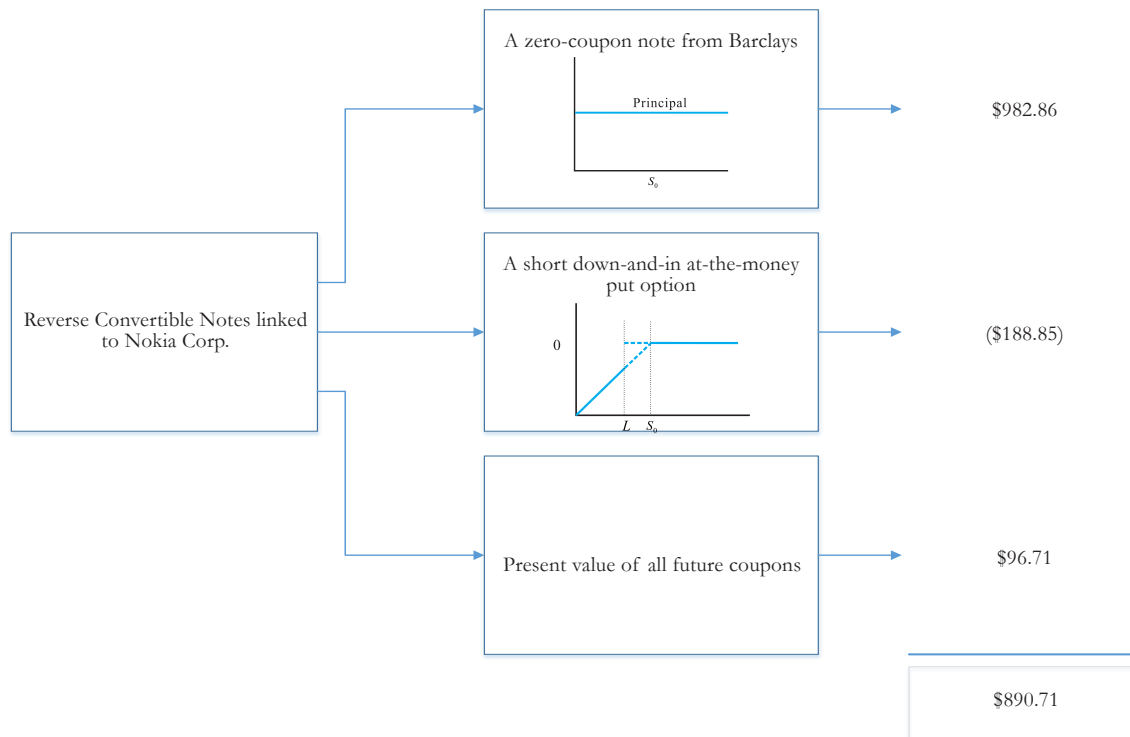 A zero-coupon note from Barclays
Principal
S₀
$982.86
Reverse Convertible Notes linked
to Nokia Corp.
A short down-and-in at-the-money
put option
0
L S₀
($188.85)
Present value of all future coupons
$96.71
$890.71